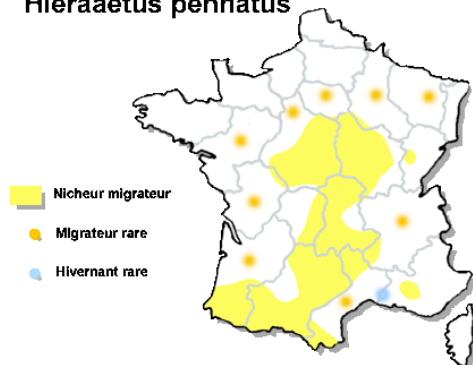 Hieraaetus pennatus
Nicheur migrateur
Migrateur rare
Hivernant rare